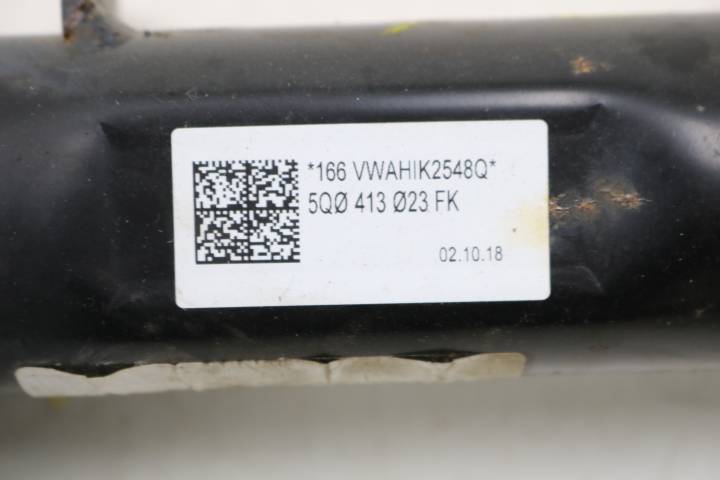 *166 VWAHIK2548Q*
5QØ 413 Ø23 FK
02.10.18